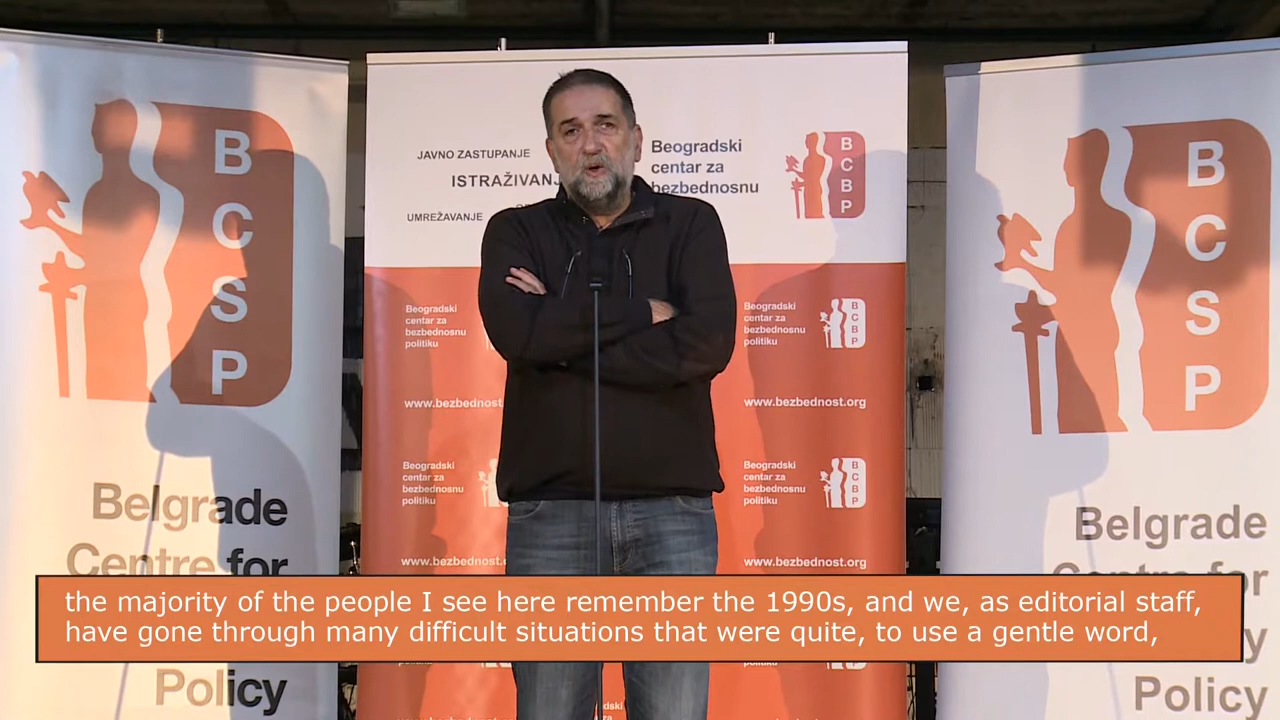 B
C
S
P
Belgrade
Centre for
Policy
JAVNO ZASTUPANJE
ISTRAŽIVANJ
UMREŽAVANJE
Beogradski
centar za
bezbednosnu
B
C
B
P
Beogradski
centar za
bezbednosnu
politiku
www.bezbednost.
Beogradski
centar za
bezbednosnu
politiku
www.bezbednost.
Beogradski
centar za
bezbednosnu
politiku
B
C
B
P
www.bezbednost.org
Beogradski
centar za
bezbednosnu
politiku
B
C
B
P
www.bezbednost.org
B
C
S
P
Belgrade
Centre for
Policy
the majority of the people I see here remember the 1990s, and we, as editorial staff,
have gone through many difficult situations that were quite, to use a gentle word,